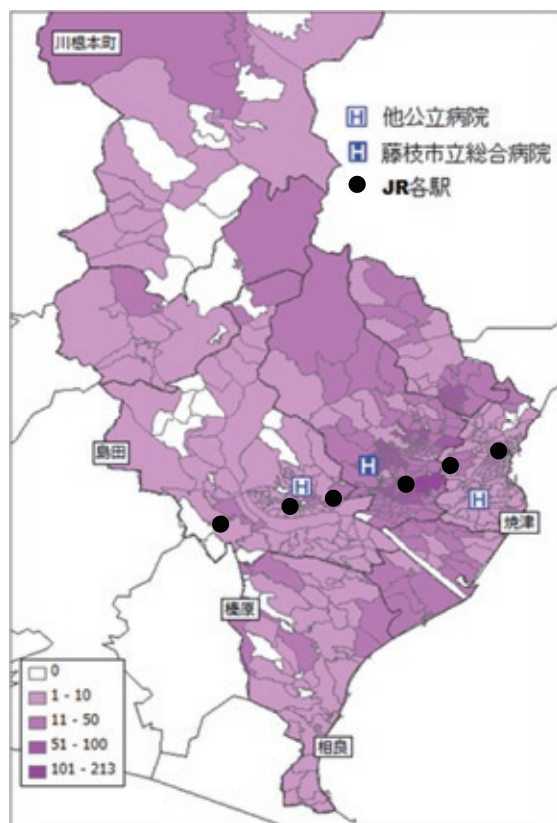 川根本町
H 他公立病院
H 藤枝市立総合病院
JR各駅
島田
H
H
H
焼津
榛原
相良
0
1 - 10
11 - 50
51 - 100
101 - 213